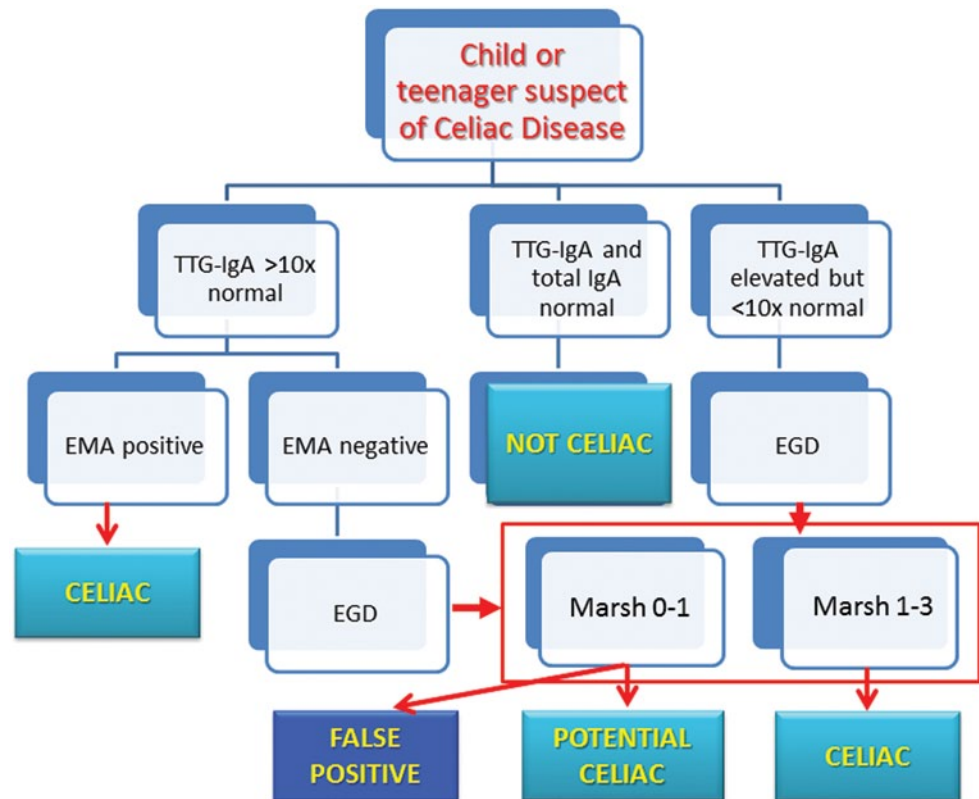 Child or
teenager suspect
of Celiac Disease
TTG-IgA >10x
normal
TTG-IgA and
total IgA
normal
TTG-IgA
elevated but
<10x normal
EMA positive
EMA negative
NOT CELIAC
EGD
CELIAC
EGD
Marsh 0-1
Marsh 1-3
FALSE
POSITIVE
POTENTIAL
CELIAC
CELIAC